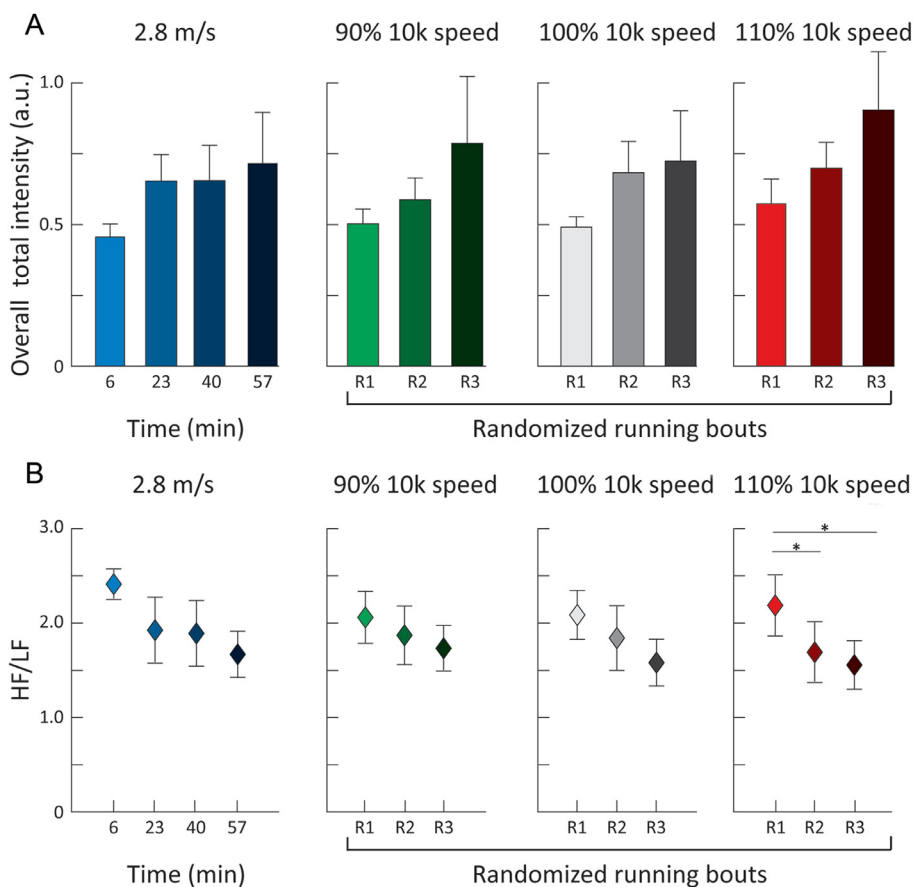 A
2.8 m/s 90% 10k speed 100% 10k speed 110% 10k speed
Overall total intensity (a.u.)
1.0
0.5
0
6 23 40 57 R1 R2 R3 R1 R2 R3 R1 R2 R3
Time (min) Randomized running bouts
B
2.8 m/s 90% 10k speed 100% 10k speed 110% 10k speed
HF/LF
3.0
2.0
1.0
0
*
*
6 23 40 57 R1 R2 R3 R1 R2 R3 R1 R2 R3
Time (min) Randomized running bouts